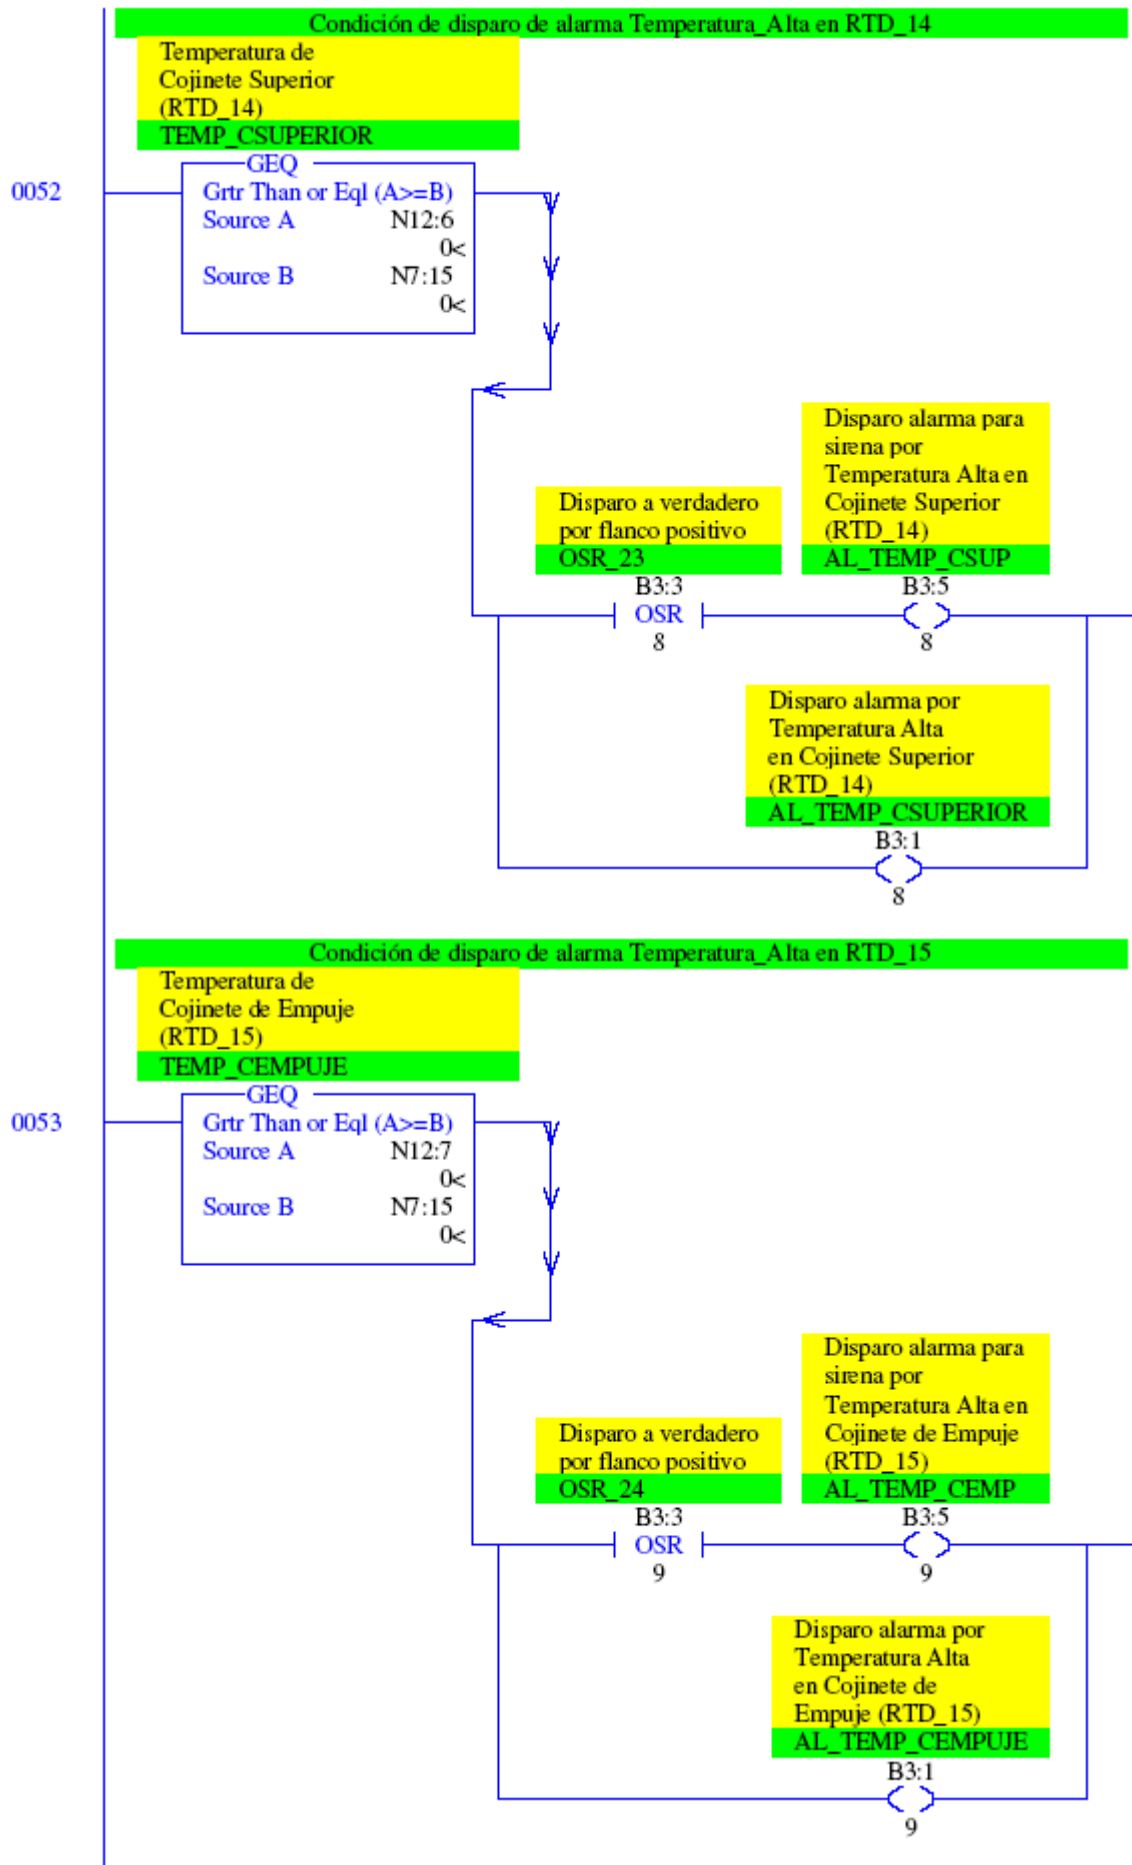 Condición de disparo de alarma Temperatura_Alta en RTD_14
Temperatura de
Cojinete Superior
(RTD_14)
TEMP_CSUPERIOR
GEQ
0052
Grtr Than or Eql (A>=B)
Source A N12:6
0<
Source B N7:15
0<
Disparo alarma para
sirena por
Temperatura Alta en
Cojinete Superior
(RTD_14)
AL_TEMP_CSUP
Disparo a verdadero
por flanco positivo
OSR_23
B3:3
OSR
8
B3:5
8
Disparo alarma por
Temperatura Alta
en Cojinete Superior
(RTD_14)
AL_TEMP_CSUPERIOR
B3:1
8
Condición de disparo de alarma Temperatura_Alta en RTD_15
Temperatura de
Cojinete de Empuje
(RTD_15)
TEMP_CEMPUJE
GEQ
0053
Grtr Than or Eql (A>=B)
Source A N12:7
0<
Source B N7:15
0<
Disparo alarma para
sirena por
Temperatura Alta en
Cojinete de Empuje
(RTD_15)
AL_TEMP_CEMP
Disparo a verdadero
por flanco positivo
OSR_24
B3:3
OSR
9
B3:5
9
Disparo alarma por
Temperatura Alta
en Cojinete de
Empuje (RTD_15)
AL_TEMP_CEMPUJE
B3:1
9